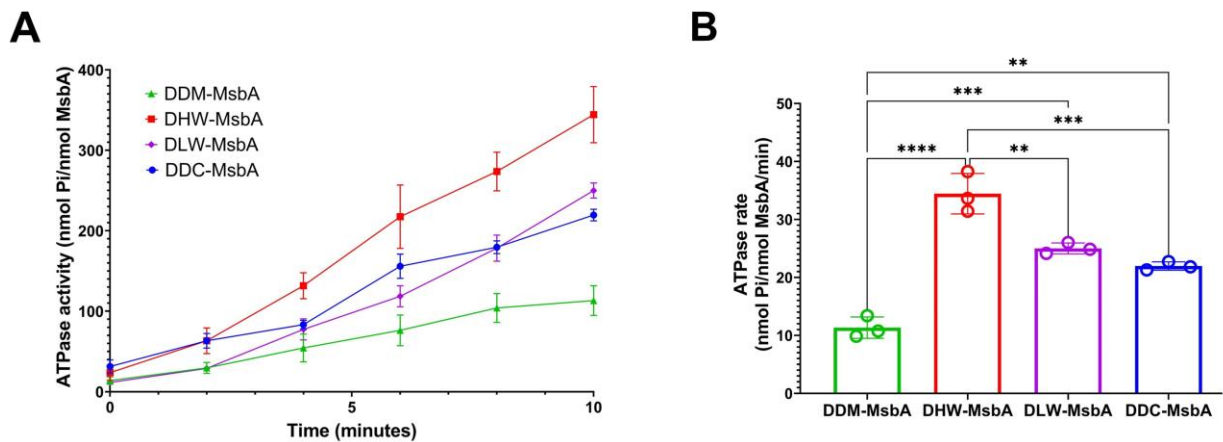 A
ATPase activity (nmol Pi/nmol MsbA)
400
300
200
100
0
DDM-MsbA
DHW-MsbA
DLW-MsbA
DDC-MsbA
0
5
10
Time (minutes)
B
ATPase rate
(nmol Pi/nmol MsbA/min)
50
40
30
20
10
0
**
***
***
****
**
DDM-MsbA
DHW-MsbA
DLW-MsbA
DDC-MsbA